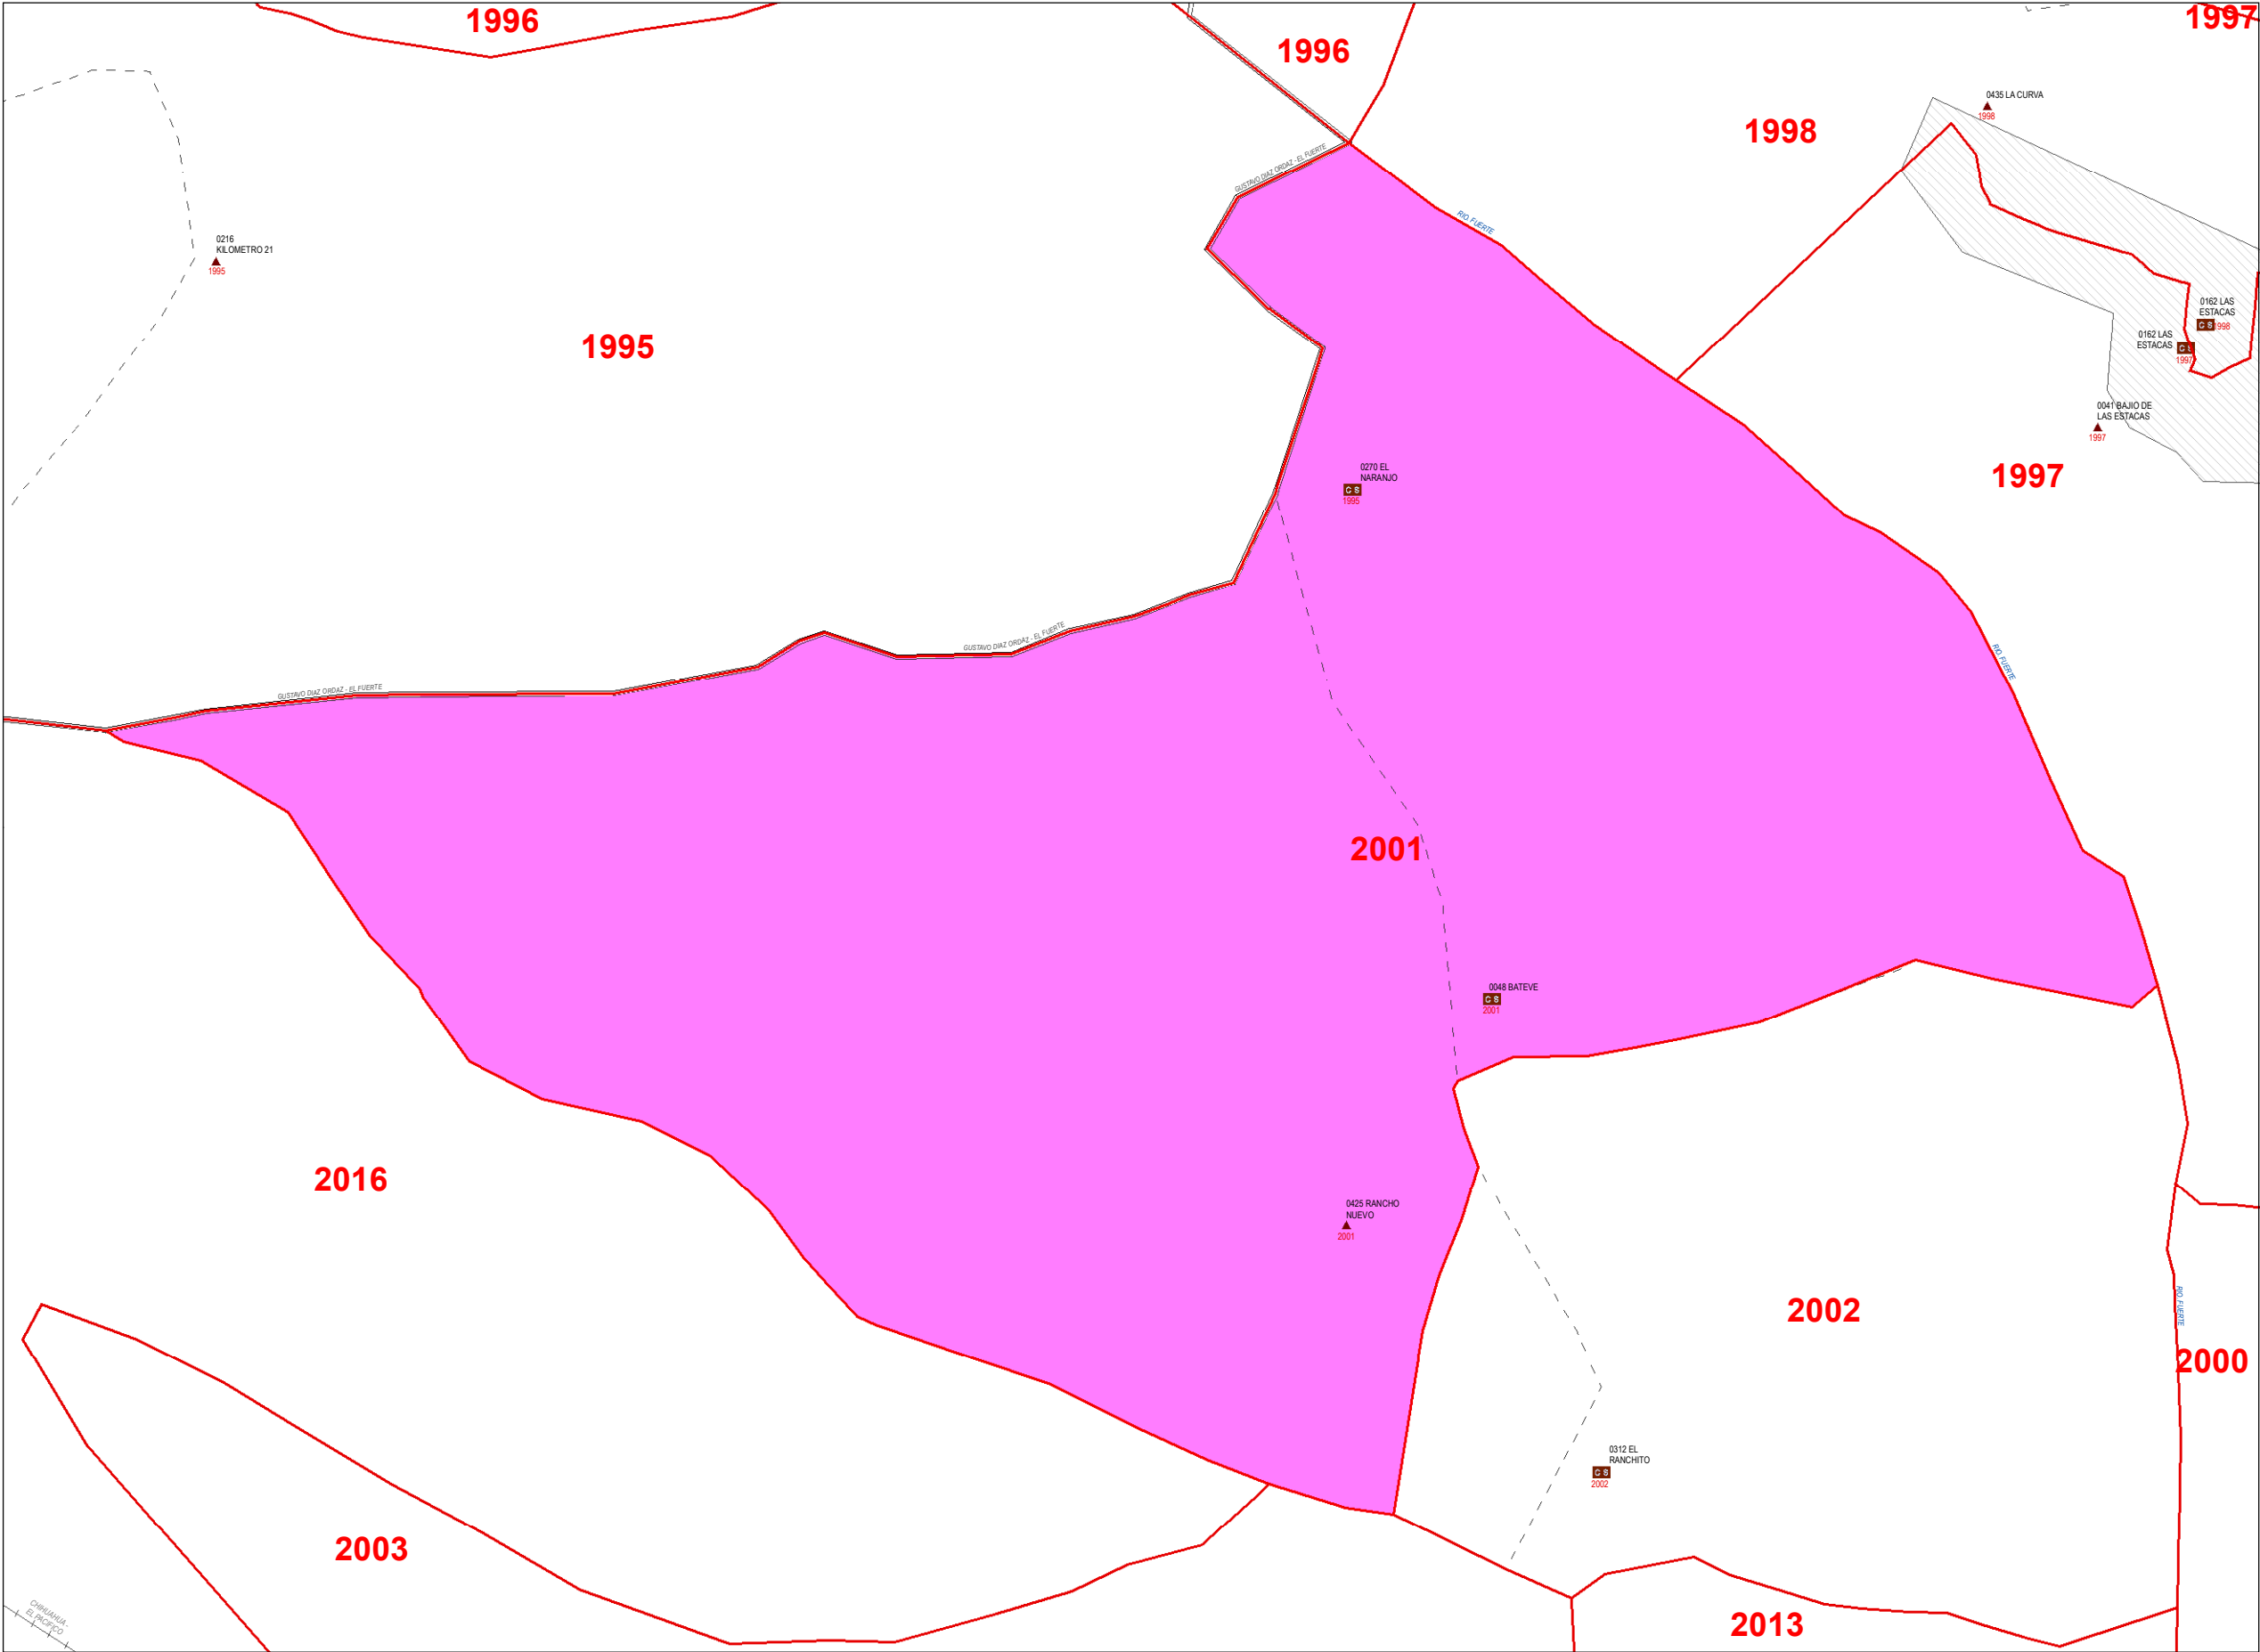 1996
1996
1997
0435 LA CURVA
1998
1998
GUSTAVO DIAZ ORDAZ - EL FUERTE
RIO FUERTE
0216
KILOMETRO 21
1995
0162 LAS
ESTACAS
C S 1998
0162 LAS
ESTACAS
1997
1995
0041 BAJIO DE
LAS ESTACAS
1997
1997
0270 EL
NARANJO
C S
1995
GUSTAVO DIAZ ORDAZ - EL FUERTE
RIO FUERTE
GUSTAVO DIAZ ORDAZ - EL FUERTE
2001
0048 BATEVE
C S
2001
2016
0425 RANCHO
NUEVO
2001
2002
RIO FUERTE
2000
0312 EL
RANCHITO
C S
2002
2003
CHIHUAHUA -
EL PACIFICO
2013